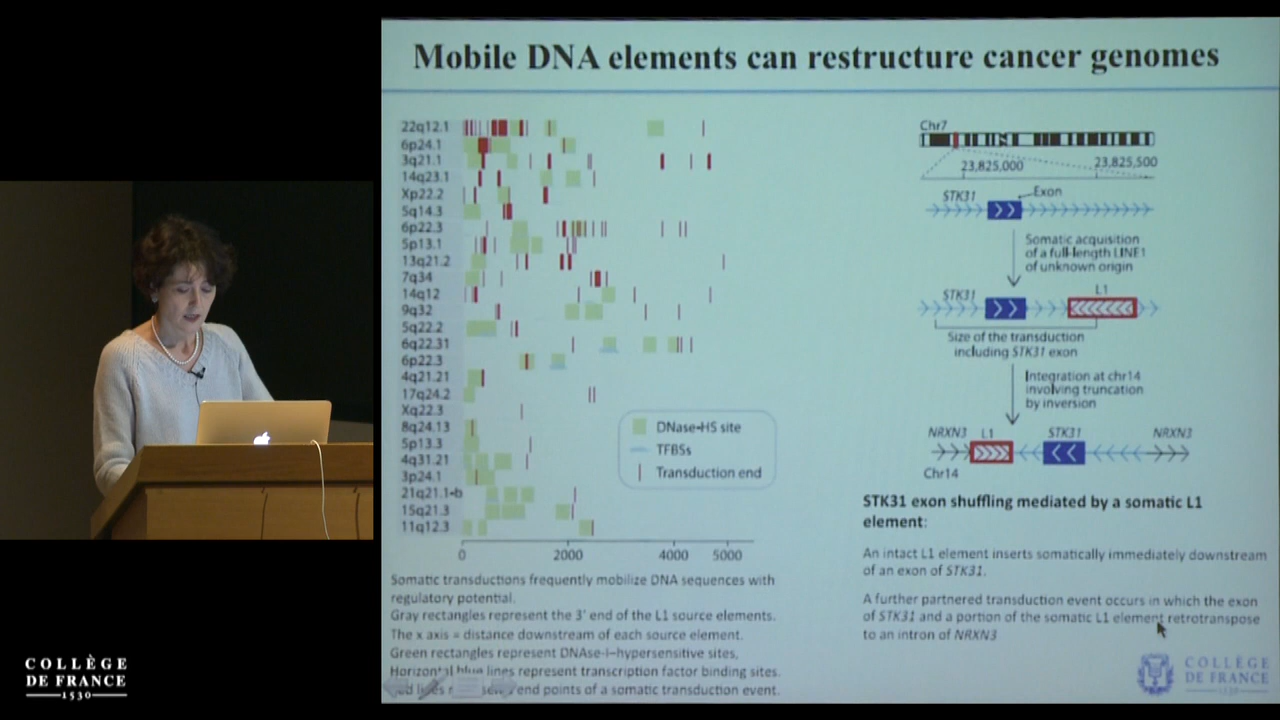 Mobile DNA elements can restructure cancer genomes
22q12.1
6p24.1
3q21.1
14q23.1
Xp22.2
5q14.3
6p22.3
5p13.1
13q21.2
7q34
14q12
9q32
5q22.2
6q22.31
6p22.3
4q21.21
17q24.2
Xq22.3
8q24.13
5p13.3
4q31.21
3p24.1
21q21.1-b
15q21.3
11q12.3
0 2000 4000 5000
DNase-HS site
TFBSs
Transduction end
Somatic transductions frequently mobilize DNA sequences with
regulatory potential.
Gray rectangles represent the 3' end of the L1 source elements.
The x axis = distance downstream of each source element.
Green rectangles represent DNAse-I-hypersensitive sites,
Horizontal blue lines represent transcription factor binding sites.
lines end points of a somatic transduction event.
Chr7
23,825,000 23,825,500
STK31 Exon
Somatic acquisition
of a full-length LINE1
of unknown origin
STK31 L1
Size of the transduction
including STK31 exon
Integration at chr14
involving truncation
by inversion
NRXN3 L1 STK31 NRXN3
Chr14
STK31 exon shuffling mediated by a somatic L1
element:
An intact L1 element inserts somatically immediately downstream
of an exon of STK31.
A further partnered transduction event occurs in which the exon
of STK31 and a portion of the somatic L1 element retrotranspose
to an intron of NRXN3
COLLÈGE
DE FRANCE
1530
COLLÈGE
DE FRANCE
1530